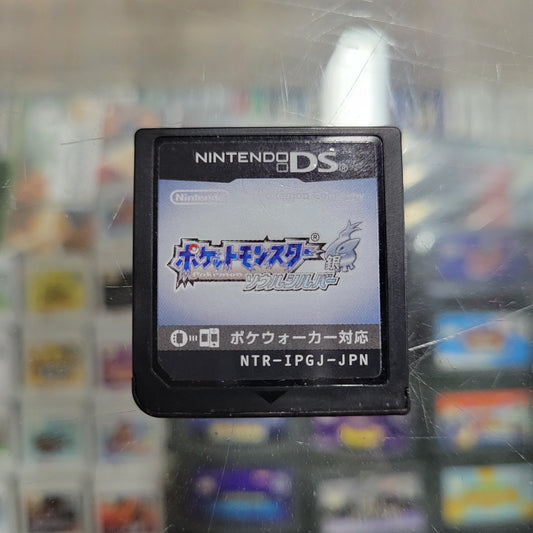 NINTENDO DS®
Nintendo
ポケットモンスター®
Pokémon
銀
ソウルシルバー
ポケウォーカー対応
NTR-IPGJ-JPN